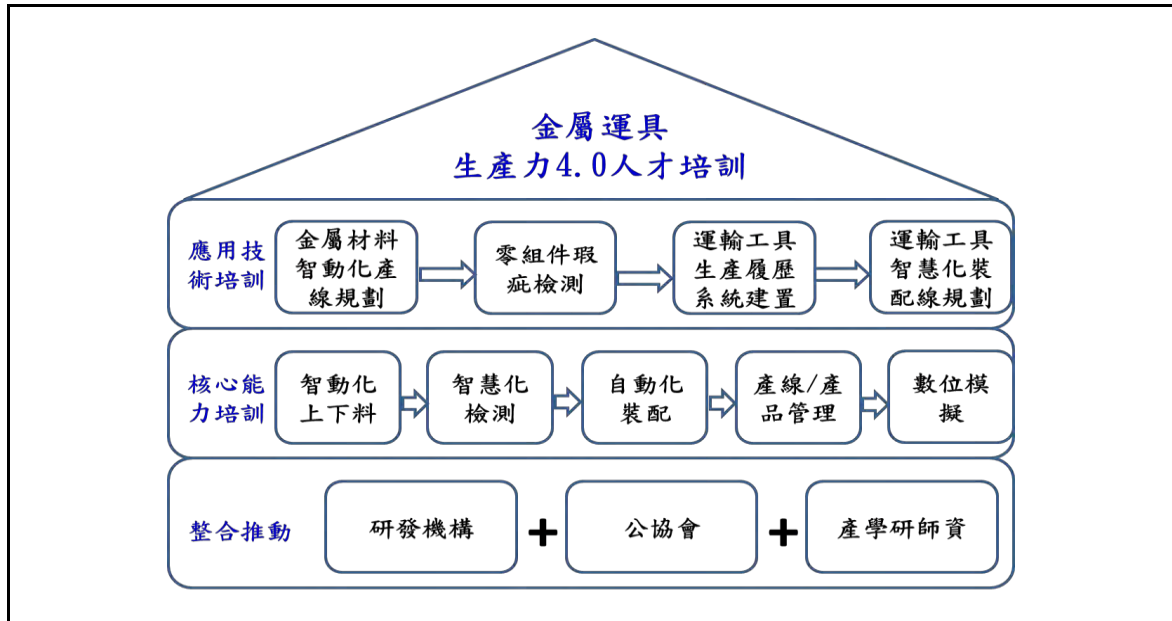 金屬運具
生產力4.0人才培訓
應用技
術培訓
金屬材料
智動化產
線規劃
零組件瑕
疵檢測
運輸工具
生產履歷
系統建置
運輸工具
智慧化裝
配線規劃
核心能
力培訓
智動化
上下料
智慧化
檢測
自動化
裝配
產線/產
品管理
數位模
擬
整合推動
研發機構
+
公協會
+
產學研師資